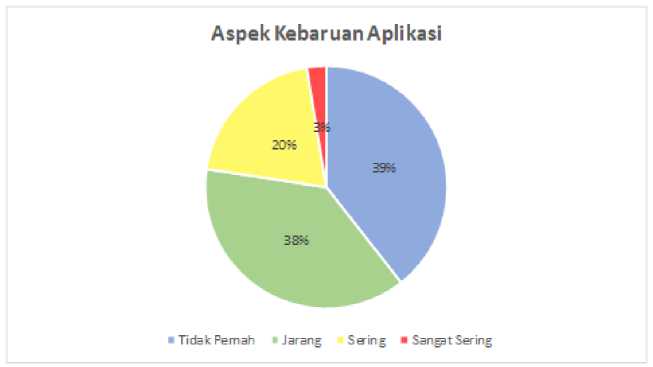 Aspek Kebaruan Aplikasi
3%
20%
39%
38%
Tidak Pernah Jarang Sering Sangat Sering